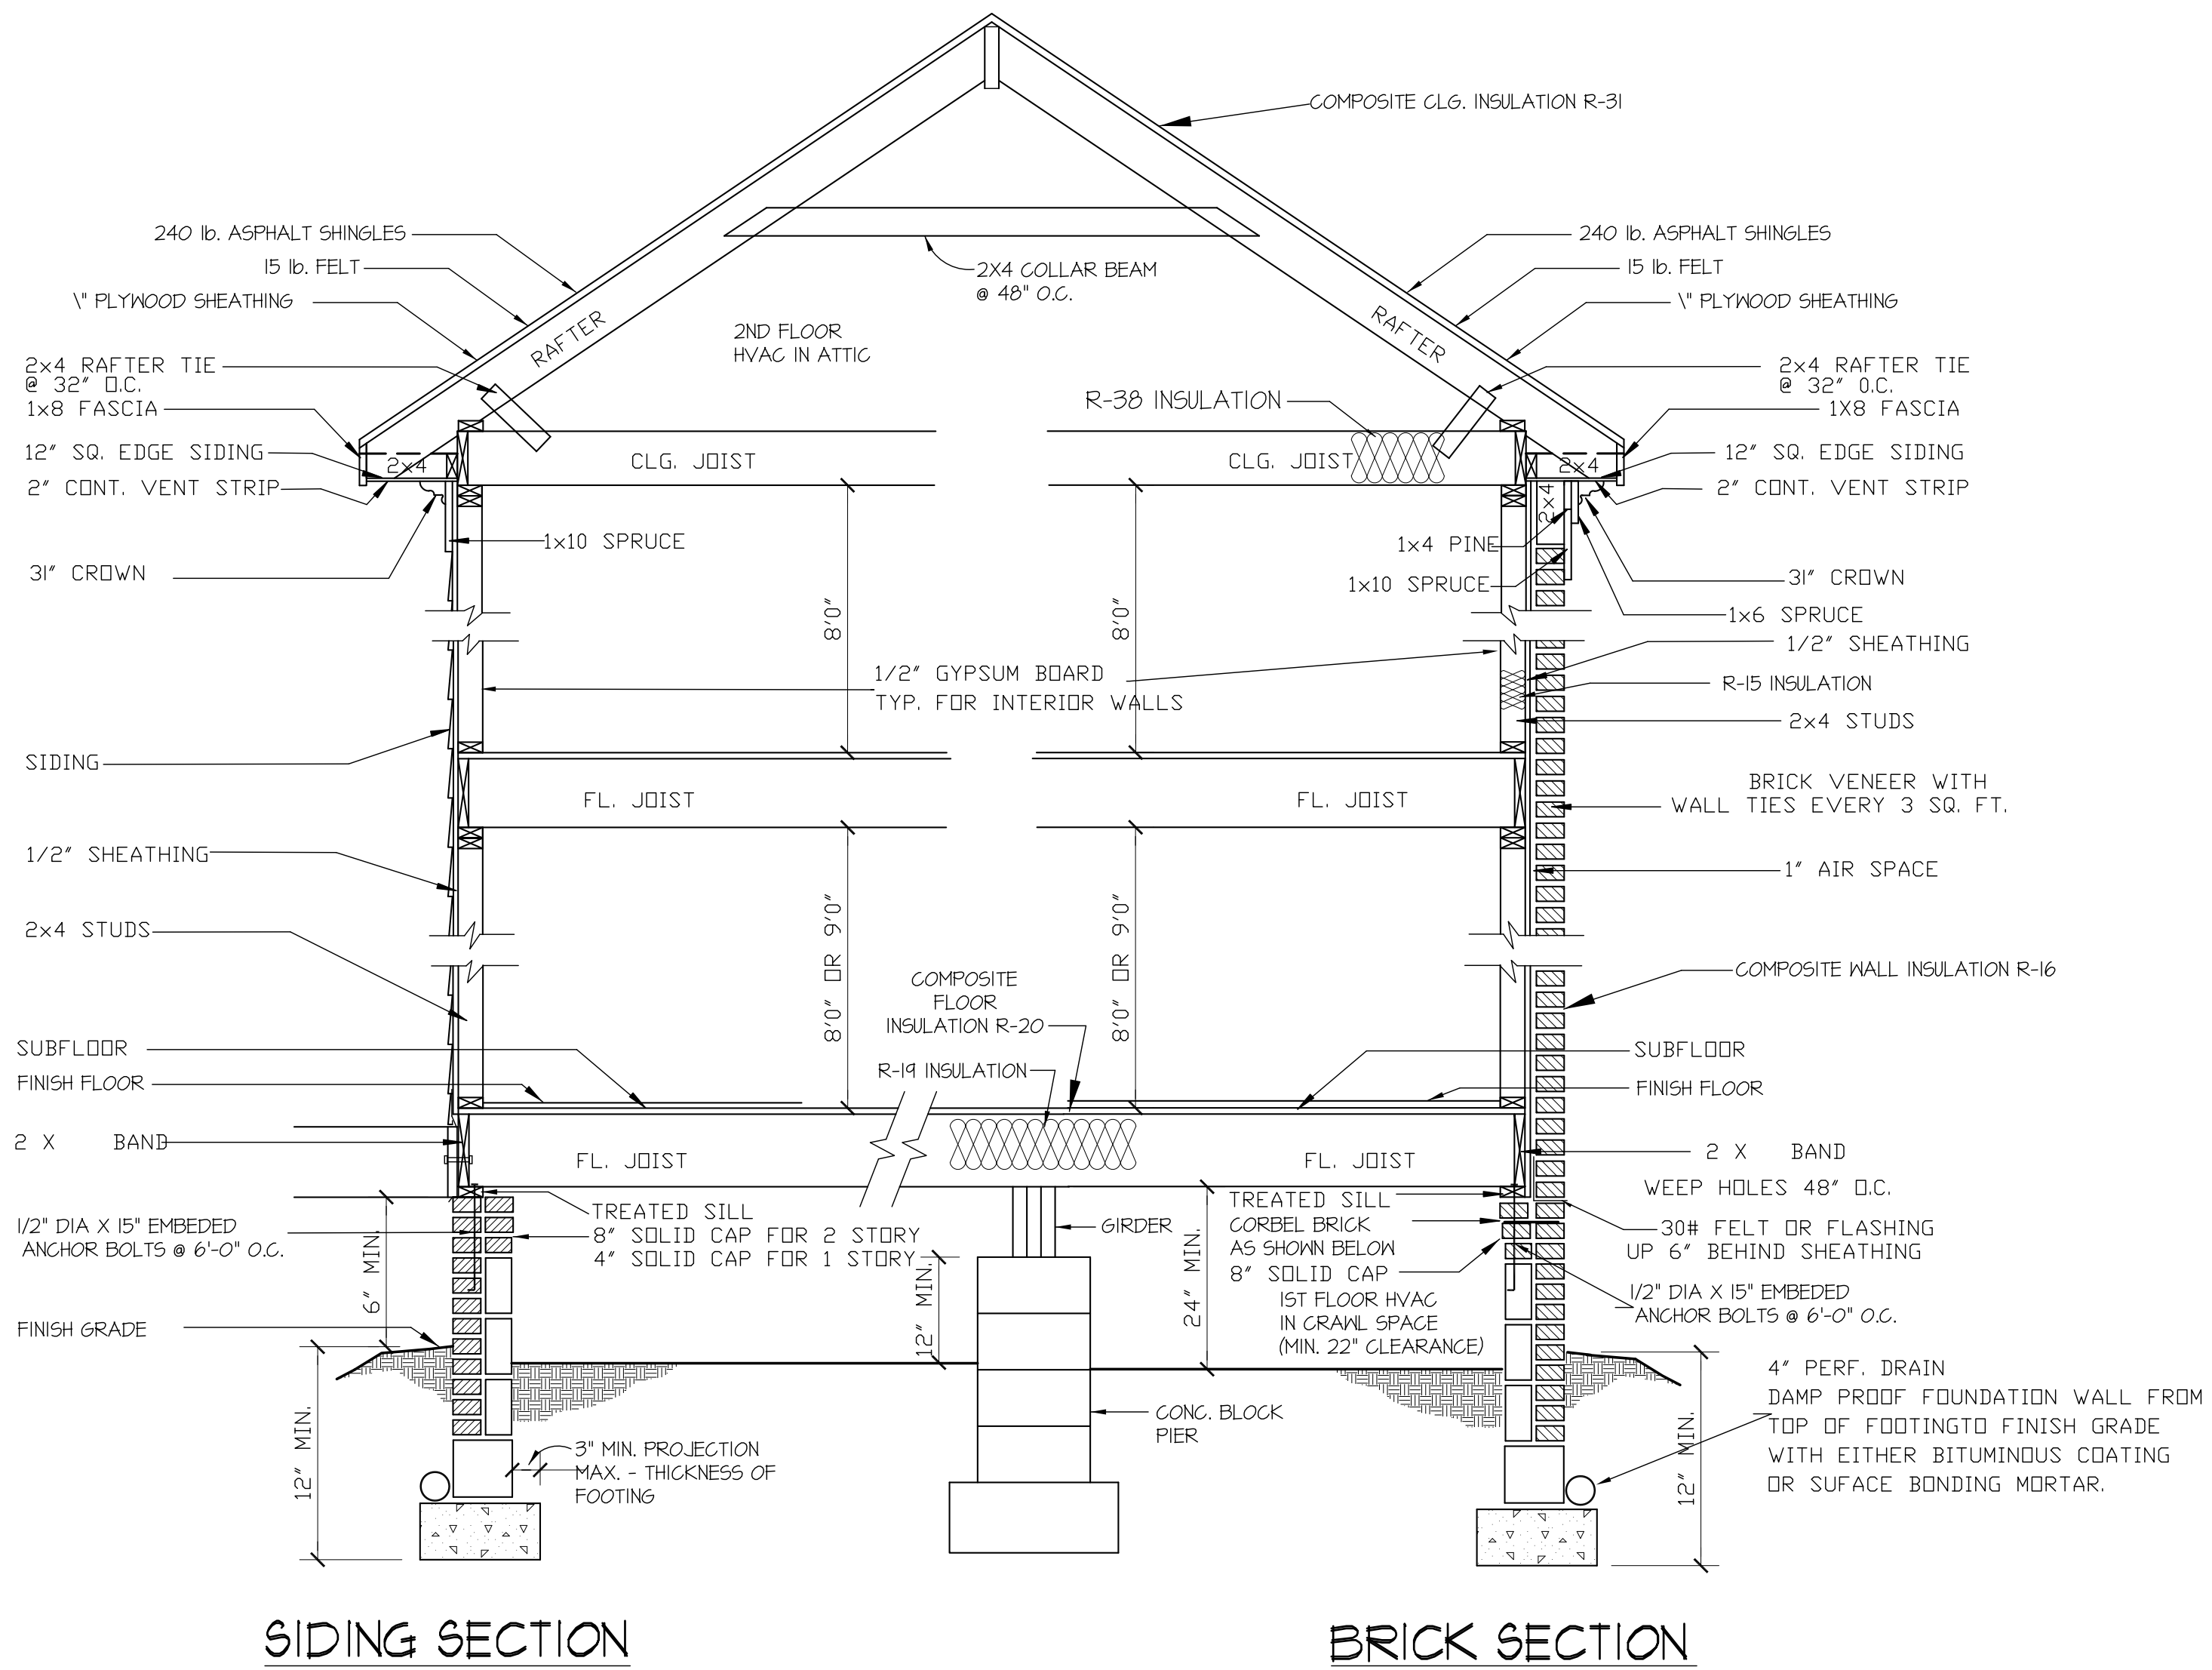 COMPOSITE CLG. INSULATION R-31
240 lb. ASPHALT SHINGLES
15 lb. FELT
\" PLYWOOD SHEATHING
2x4 RAFTER TIE
@ 32" O.C.
1x8 FASCIA
12" SQ. EDGE SIDING
2" CONT. VENT STRIP
31" CROWN
RAFTER
2X4 COLLAR BEAM
@ 48" O.C.
2ND FLOOR
HVAC IN ATTIC
RAFTER
R-38 INSULATION
240 lb. ASPHALT SHINGLES
15 lb. FELT
\" PLYWOOD SHEATHING
2x4 RAFTER TIE
@ 32" O.C.
1X8 FASCIA
12" SQ. EDGE SIDING
2" CONT. VENT STRIP
2x4
CLG. JOIST
CLG. JOIST
2x4
2x4
1x10 SPRUCE
1x4 PINE
1x10 SPRUCE
31" CROWN
1x6 SPRUCE
8'0"
8'0"
1/2" GYPSUM BOARD
TYP. FOR INTERIOR WALLS
1/2" SHEATHING
R-15 INSULATION
2x4 STUDS
SIDING
FL. JOIST
FL. JOIST
BRICK VENEER WITH
WALL TIES EVERY 3 SQ. FT.
1/2" SHEATHING
1" AIR SPACE
2x4 STUDS
8'0" OR 9'0"
8'0" OR 9'0"
COMPOSITE
FLOOR
INSULATION R-20
R-19 INSULATION
COMPOSITE WALL INSULATION R-16
SUBFLOOR
FINISH FLOOR
SUBFLOOR
FINISH FLOOR
2 X BAND
FL. JOIST
FL. JOIST
2 X BAND
WEEP HOLES 48" O.C.
30# FELT OR FLASHING
UP 6" BEHIND SHEATHING
1/2" DIA X 15" EMBEDED
ANCHOR BOLTS @ 6'-0" O.C.
6" MIN.
TREATED SILL
8" SOLID CAP FOR 2 STORY
4" SOLID CAP FOR 1 STORY
12" MIN.
GIRDER
24" MIN.
TREATED SILL
CORBEL BRICK
AS SHOWN BELOW
8" SOLID CAP
1ST FLOOR HVAC
IN CRAWL SPACE
(MIN. 22" CLEARANCE)
1/2" DIA X 15" EMBEDED
ANCHOR BOLTS @ 6'-0" O.C.
FINISH GRADE
12" MIN.
3" MIN. PROJECTION
MAX. - THICKNESS OF
FOOTING
CONC. BLOCK
PIER
12" MIN.
4" PERF. DRAIN
DAMP PROOF FOUNDATION WALL FROM
TOP OF FOOTINGTO FINISH GRADE
WITH EITHER BITUMINOUS COATING
OR SUFACE BONDING MORTAR.
SIDING SECTION
BRICK SECTION